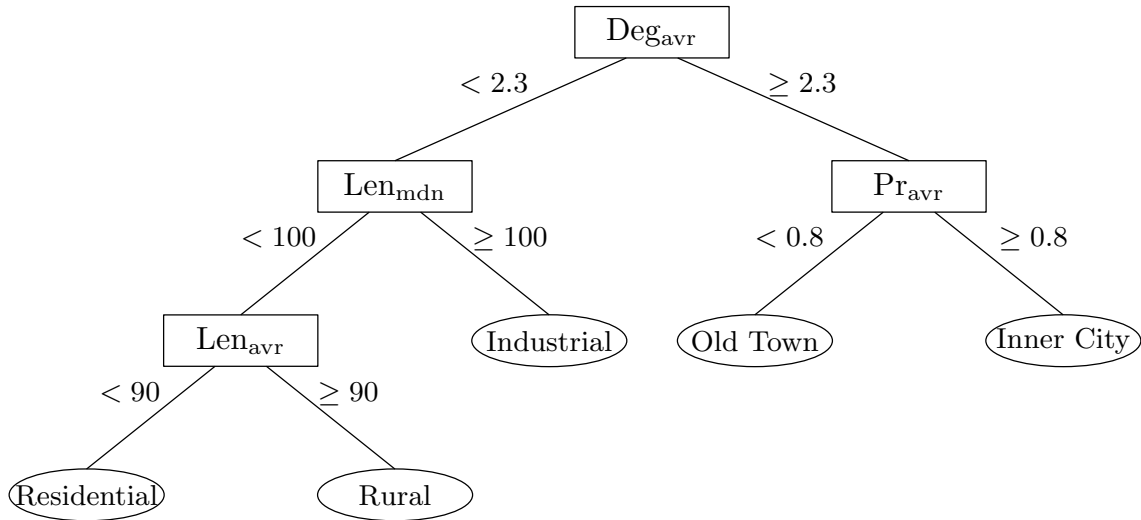 Deg_avr
< 2.3
≥ 2.3
Len_mdn
Pr_avr
< 100
≥ 100
< 0.8
≥ 0.8
Len_avr
Industrial
Old Town
Inner City
< 90
≥ 90
Residential
Rural